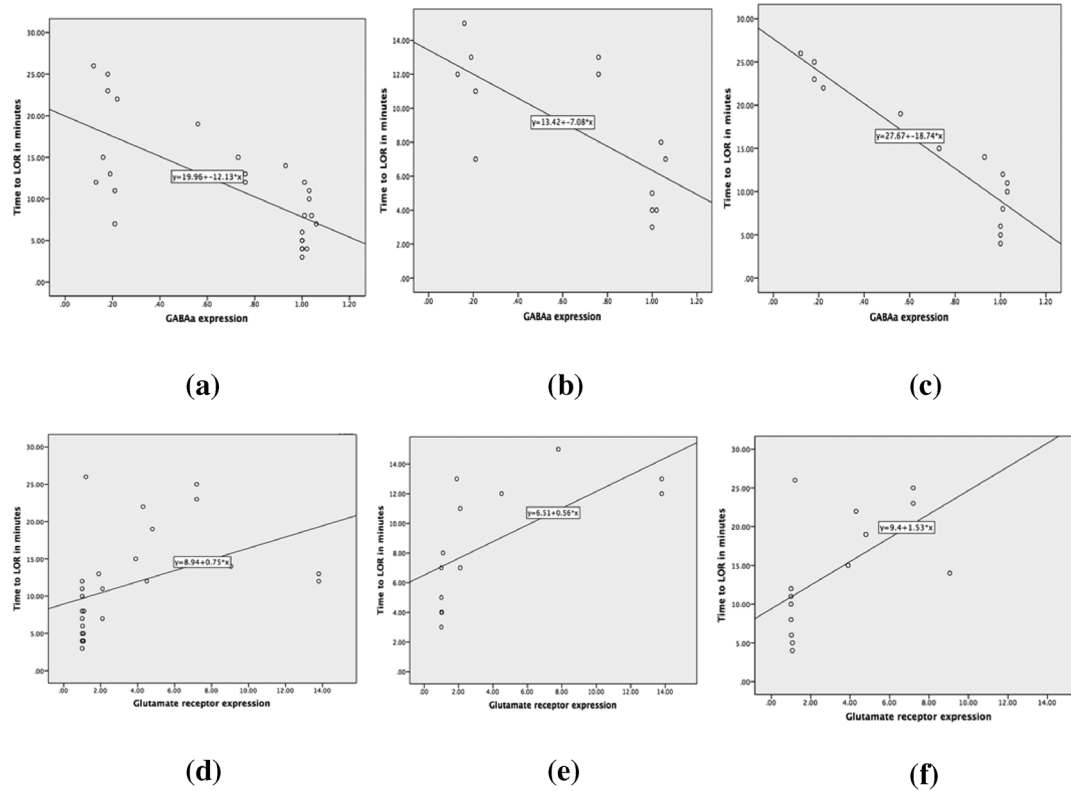 30.00
25.00
20.00
15.00
10.00
5.00
.00
Time to LOR in minutes
y=19.96+-12.13*x
.00 .20 .40 .60 .80 1.00 1.20
GABAa expression
(a)
14.00
12.00
10.00
8.00
6.00
4.00
2.00
.00
Time to LOR in minutes
y=13.42+-7.08*x
.00 .20 .40 .60 .80 1.00 1.20
GABAa expression
(b)
30.00
25.00
20.00
15.00
10.00
5.00
.00
Time to LOR in minutes
y=27.67+-18.74*x
.00 .20 .40 .60 .80 1.00 1.20
GABAa expression
(c)
30.00
25.00
20.00
15.00
10.00
5.00
.00
Time to LOR in minutes
y=8.94+0.75*x
.00 2.00 4.00 6.00 8.00 10.00 12.00 14.00
Glutamate receptor expression
(d)
14.00
12.00
10.00
8.00
6.00
4.00
2.00
.00
Time to LOR in minutes
y=6.51+0.56*x
.00 2.00 4.00 6.00 8.00 10.00 12.00 14.00
Glutamate receptor expression
(e)
30.00
25.00
20.00
15.00
10.00
5.00
.00
Time to LOR in minutes
y=9.4+1.53*x
.00 2.00 4.00 6.00 8.00 10.00 12.00 14.00
Glutamate receptor expression
(f)